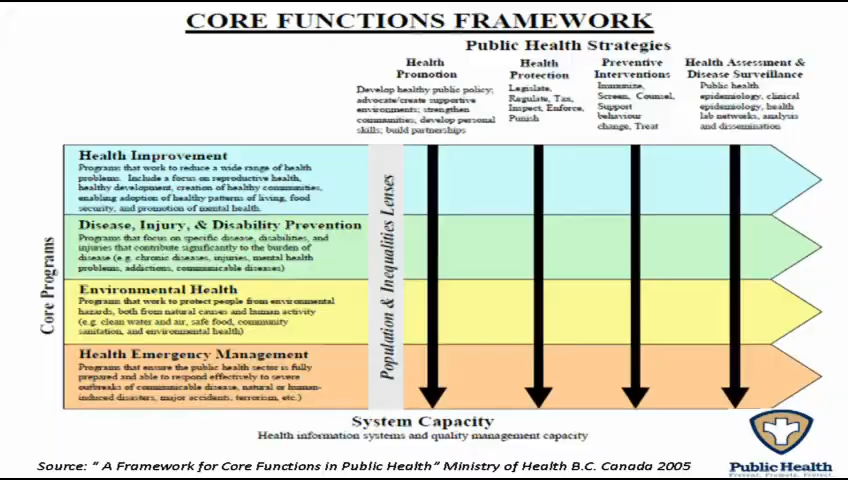 CORE FUNCTIONS FRAMEWORK
Public Health Strategies
Health
Promotion
Develop healthy public policy;
advocate/create supportive
environments; strengthen
communities, develop personal
skills; build partnerships
Health
Protection
Legislate,
Regulate, Tax,
Inspect, Enforce,
Punish
Preventive
Interventions
Immunize,
Screen, Counsel,
Support
behaviour
change, Treat
Health Assessment &
Disease Surveillance
Public health
epidemiology, clinical
epidemiology, health
lab networks, analysis
and dissemination
Core Programs
Health Improvement
Programs that work to reduce a wide range of health
problems. Include a focus on reproductive health,
healthy development, creation of healthy communities,
enabling adoption of healthy patterns of living, food
security, and promotion of mental health.
Disease, Injury, & Disability Prevention
Programs that focus on specific disease, disabilities, and
injuries that contribute significantly to the burden of
disease (e.g. chronic diseases, injuries, mental health
problems, addictions, communicable diseases)
Environmental Health
Programs that work to protect people from environmental
hazards, both from natural causes and human activity
(e.g. clean water and air, safe food, community
sanitation, and environmental health)
Health Emergency Management
Programs that ensure the public health sector is fully
prepared and able to respond effectively to severe
outbreaks of communicable disease, natural or human-
induced disasters, major accidents, terrorism, etc.)
Population & Inequalities Lenses
System Capacity
Health information systems and quality management capacity
Source: " A Framework for Core Functions in Public Health" Ministry of Health B.C. Canada 2005
Public Health
Prevent. Promote. Protect.